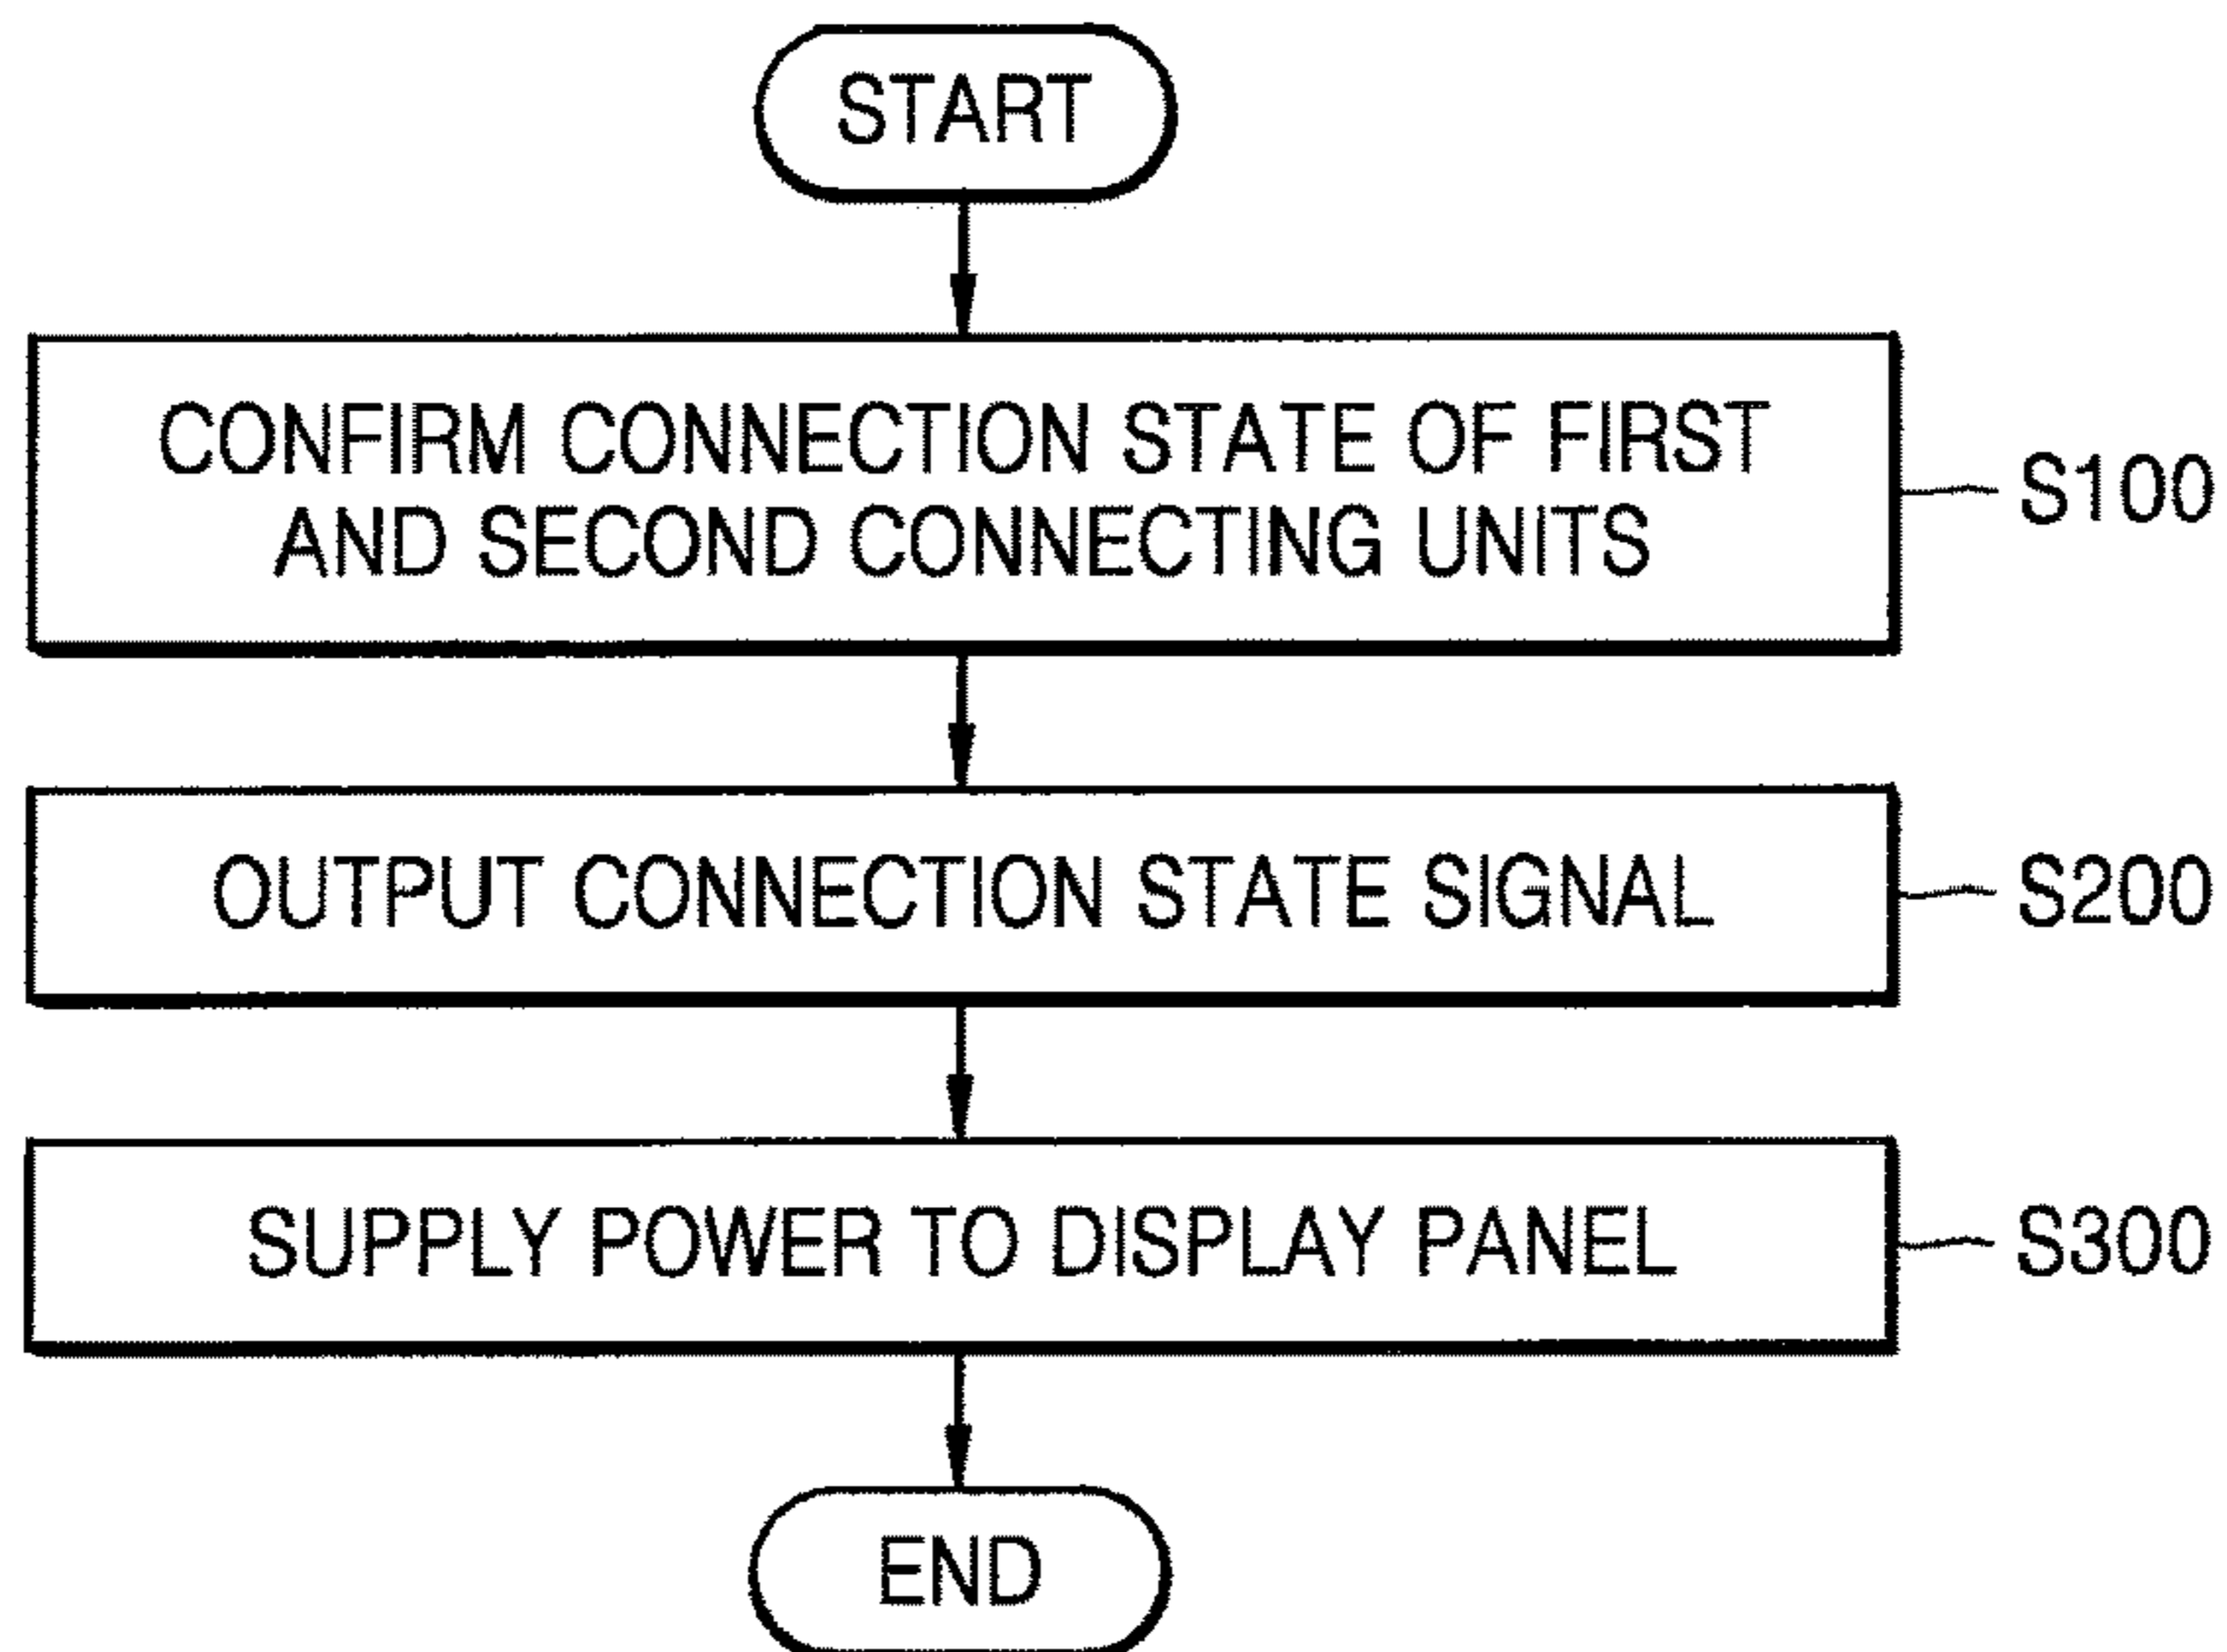 START
CONFIRM CONNECTION STATE OF FIRST
AND SECOND CONNECTING UNITS
S100
OUTPUT CONNECTION STATE SIGNAL
S200
SUPPLY POWER TO DISPLAY PANEL
S300
END